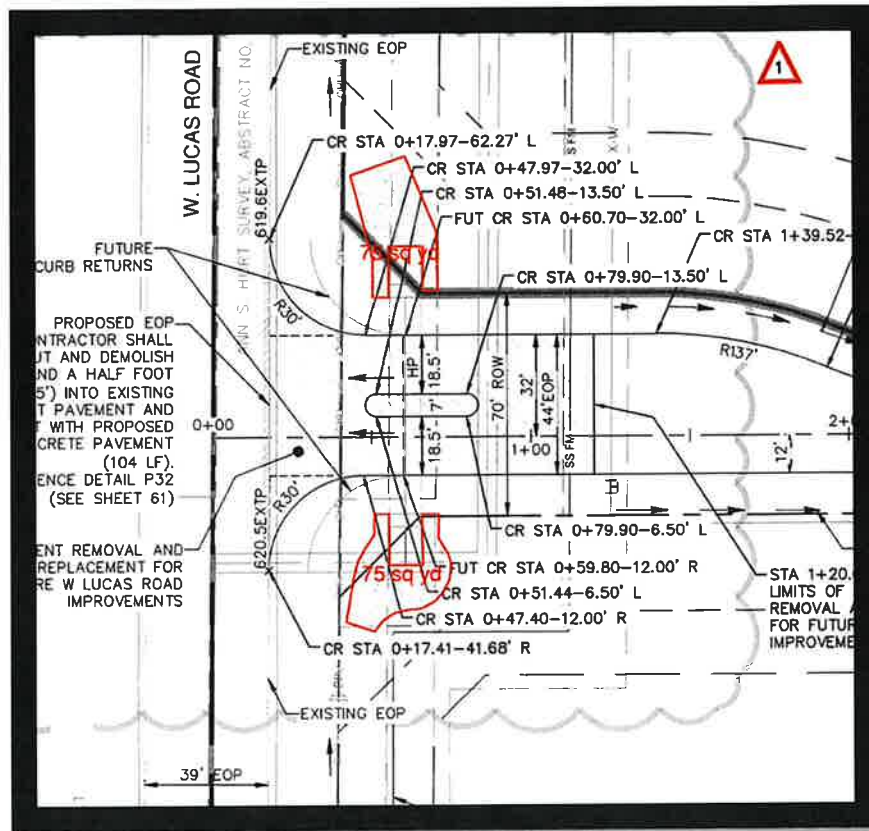 EXISTING EOP
1
W. LUCAS ROAD
HURT SURVEY, ABSTRACT NO.
S FM
X W
CR STA 0+17.97-62.27' L
CR STA 0+47.97-32.00' L
CR STA 0+51.48-13.50' L
FUT CR STA 0+60.70-32.00' L
619.6EXTP
CR STA 1+39.52-
FUTURE
CURB RETURNS
75 sq yd
CR STA 0+79.90-13.50' L
R30'
PROPOSED EOP
NTRACTOR SHALL
UT AND DEMOLISH
ND A HALF FOOT
5') INTO EXISTING
T PAVEMENT AND
T WITH PROPOSED
CRETE PAVEMENT
(104 LF).
ENCE DETAIL P32
(SEE SHEET 61)
R137'
HP
18.5'
7'
18.5'
70' ROW
32'
44'EOP
0+00
1+00
2+
12'
SS FM
R30'
620.5EXTP
B
CR STA 0+79.90-6.50' L
ENT REMOVAL AND
REPLACEMENT FOR
RE W LUCAS ROAD
IMPROVEMENTS
75 sq yd
FUT CR STA 0+59.80-12.00' R
CR STA 0+51.44-6.50' L
CR STA 0+47.40-12.00' R
CR STA 0+17.41-41.68' R
STA 1+20.
LIMITS OF
REMOVAL A
FOR FUTUR
IMPROVEME
EXISTING EOP
39' EOP